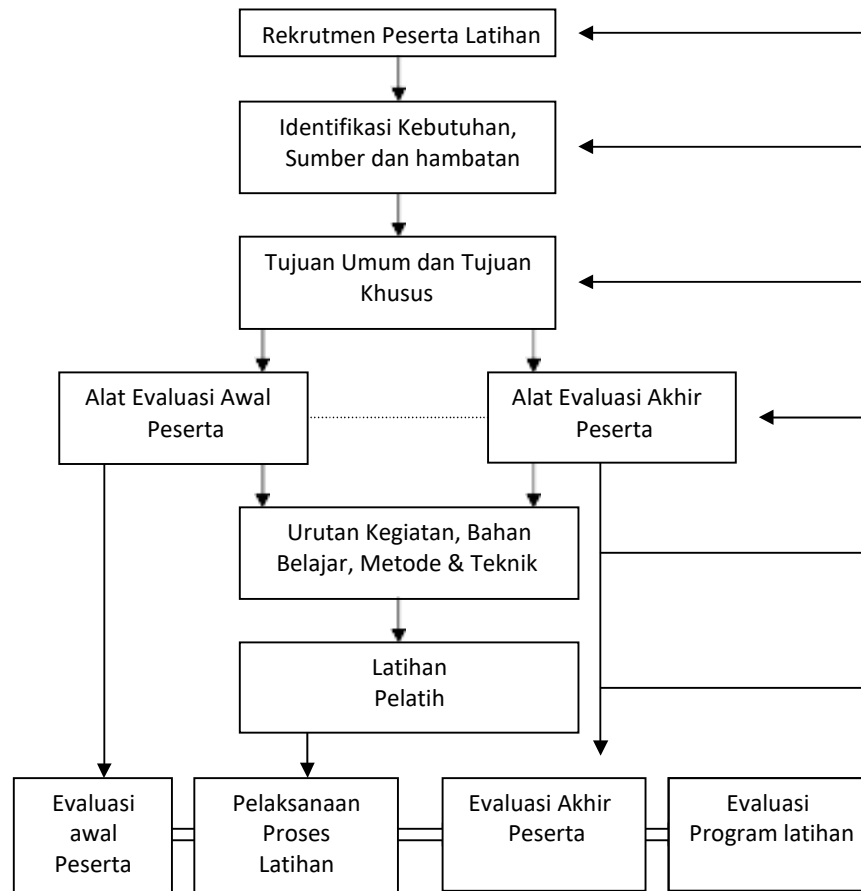 Rekrutmen Peserta Latihan
Identifikasi Kebutuhan,
Sumber dan hambatan
Tujuan Umum dan Tujuan
Khusus
Alat Evaluasi Awal
Peserta
Alat Evaluasi Akhir
Peserta
Urutan Kegiatan, Bahan
Belajar, Metode & Teknik
Latihan
Pelatih
Evaluasi
awal
Peserta
Pelaksanaan
Proses
Latihan
Evaluasi Akhir
Peserta
Evaluasi
Program latihan